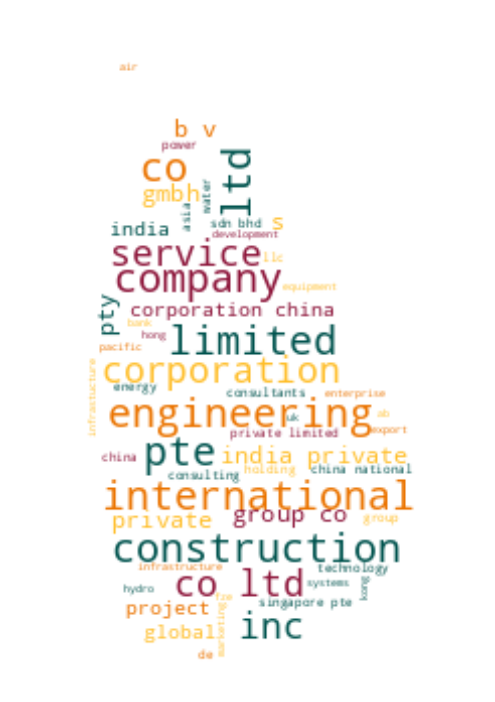 air
b v
power
ltd
co
gmbh
water
asia
sdn bhd
s
india
development
service
llc
company
equipment
pty
corporation china
bank
hong
limited
pacific
corporation
infrastucture
energy
consultants
enterprise
engineering
uk
ab
export
private limited
pte
india private
china
holding
china national
consulting
international
private
group co
group
construction
infrastructure
technology
co ltd
systems
kong
hydro
fze
singapore pte
project
marketing
inc
global
de